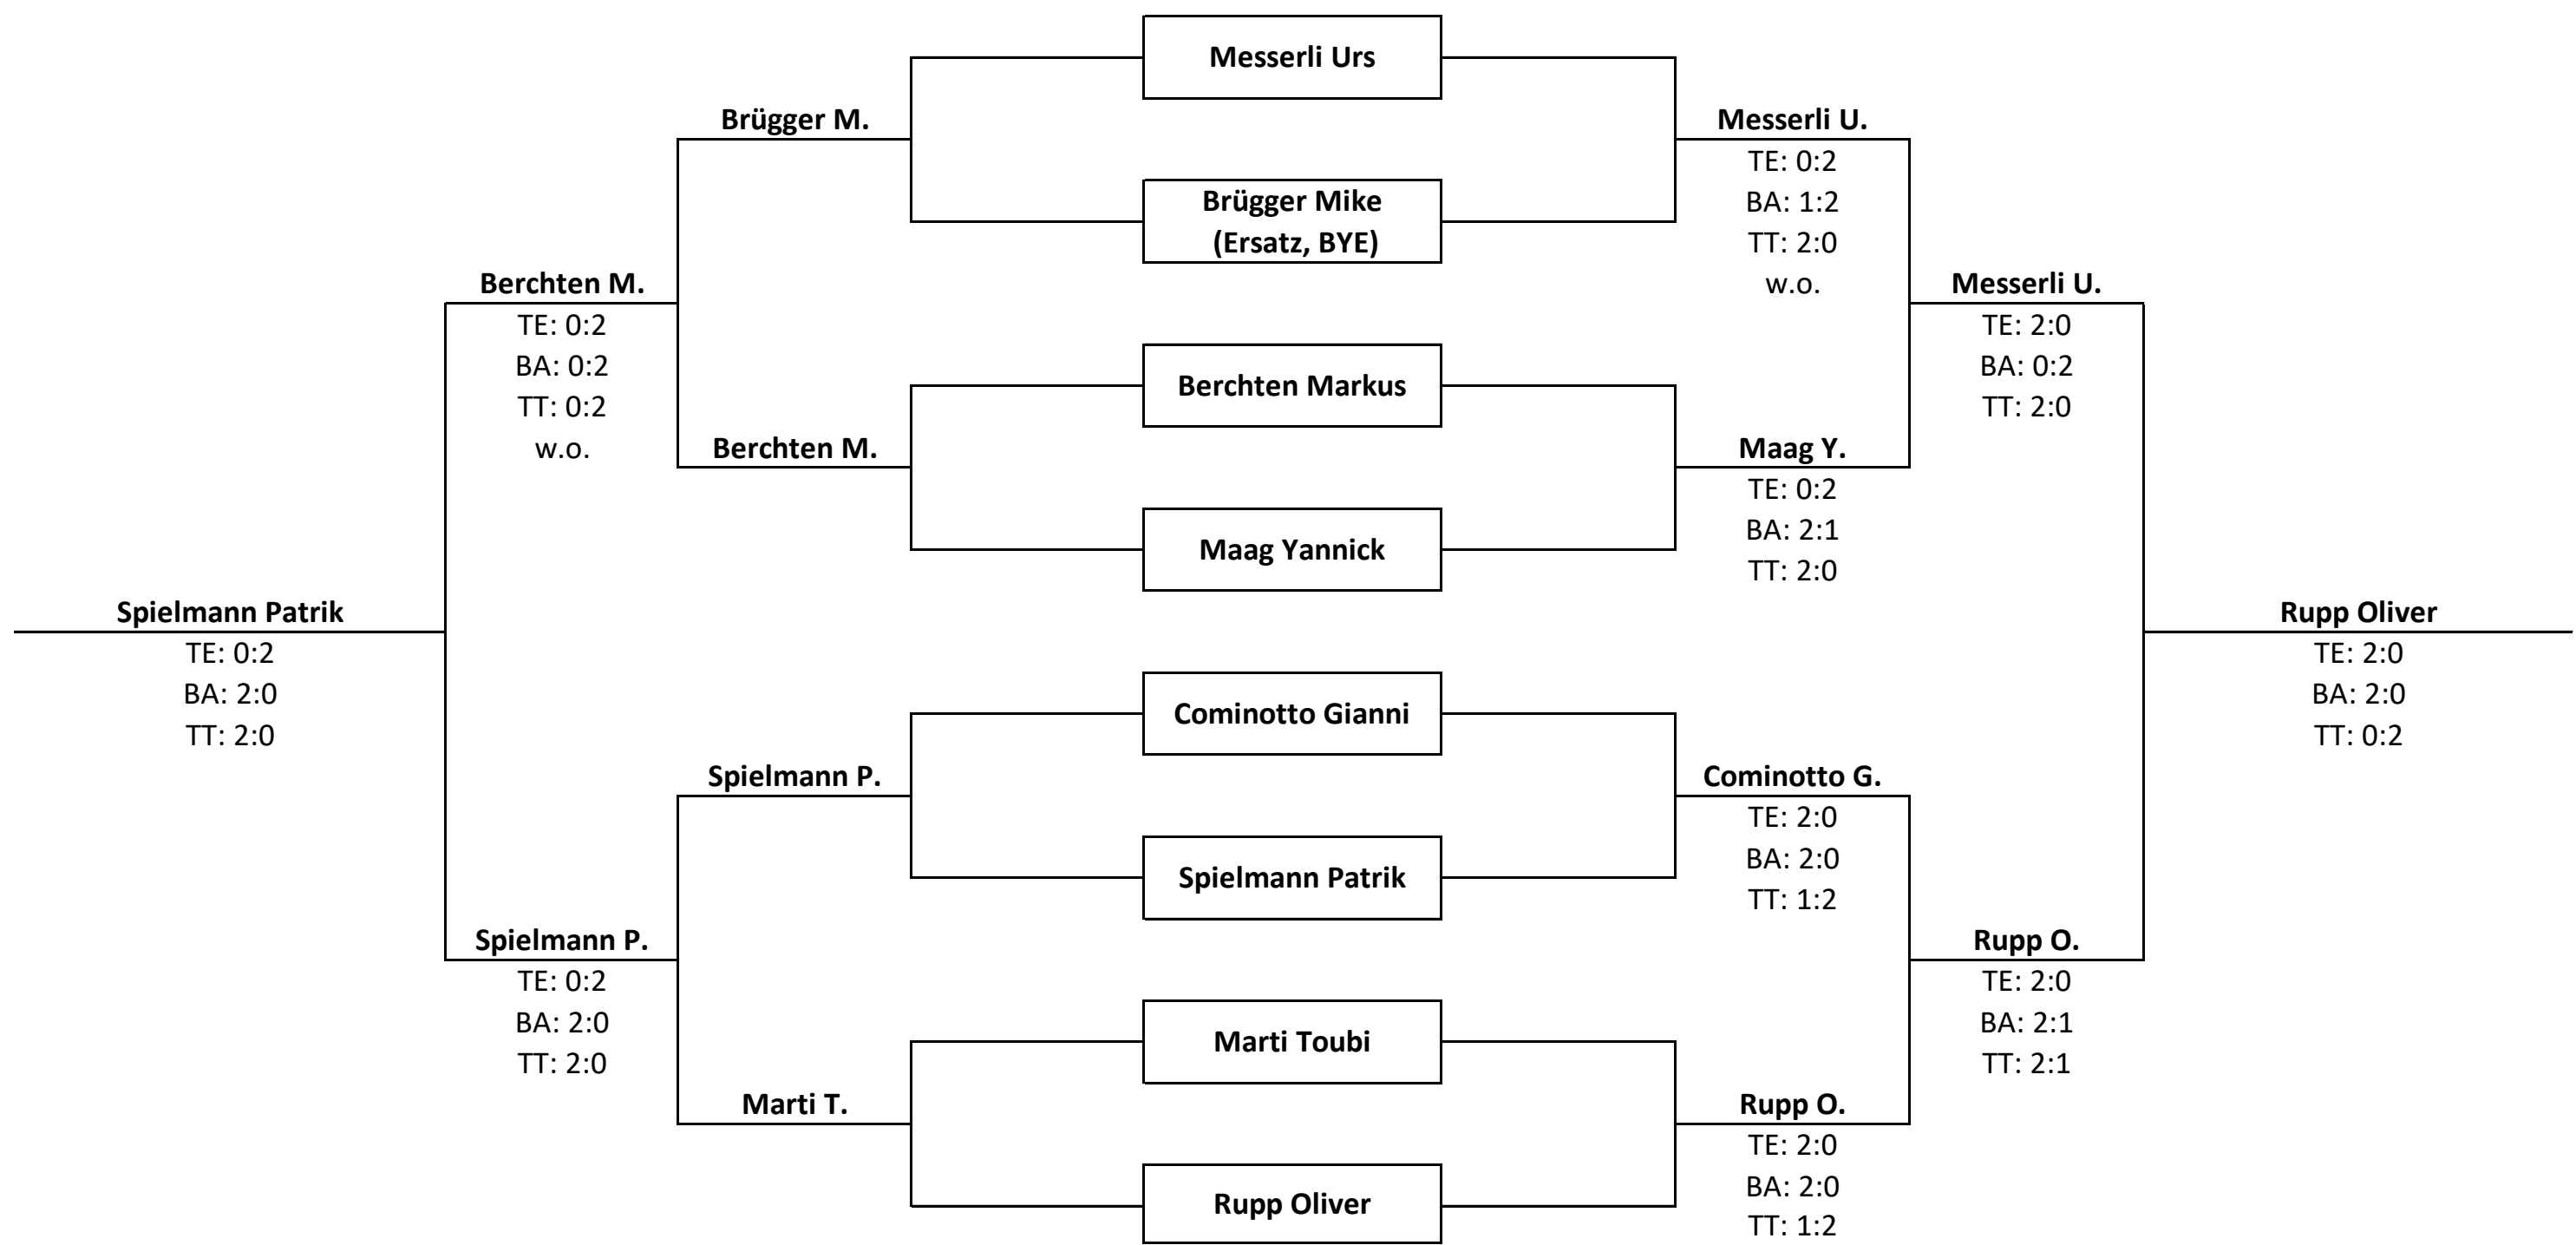 Messerli Urs
Brügger M.
Messerli U.
TE: 0:2
Brügger Mike
(Ersatz, BYE)
BA: 1:2
TT: 2:0
w.o.
Berchten M.
TE: 0:2
BA: 0:2
TT: 0:2
w.o.
Messerli U.
TE: 2:0
BA: 0:2
TT: 2:0
Berchten Markus
Berchten M.
Maag Y.
TE: 0:2
BA: 2:1
TT: 2:0
Maag Yannick
Spielmann Patrik
TE: 0:2
BA: 2:0
TT: 2:0
Rupp Oliver
TE: 2:0
BA: 2:0
TT: 0:2
Cominotto Gianni
Spielmann P.
Cominotto G.
TE: 2:0
BA: 2:0
TT: 1:2
Spielmann Patrik
Spielmann P.
TE: 0:2
BA: 2:0
TT: 2:0
Rupp O.
TE: 2:0
BA: 2:1
TT: 2:1
Marti Toubi
Marti T.
Rupp O.
TE: 2:0
BA: 2:0
TT: 1:2
Rupp Oliver